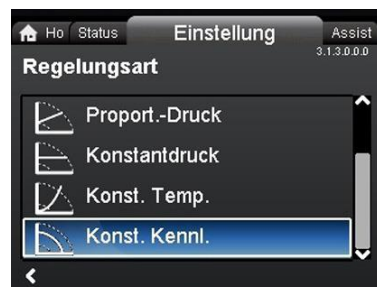 Ho Status Einstellung Assist
3.1.3.0.0.0
Regelungsart
Proport.-Druck
Konstantdruck
Konst. Temp.
Konst. Kennl.